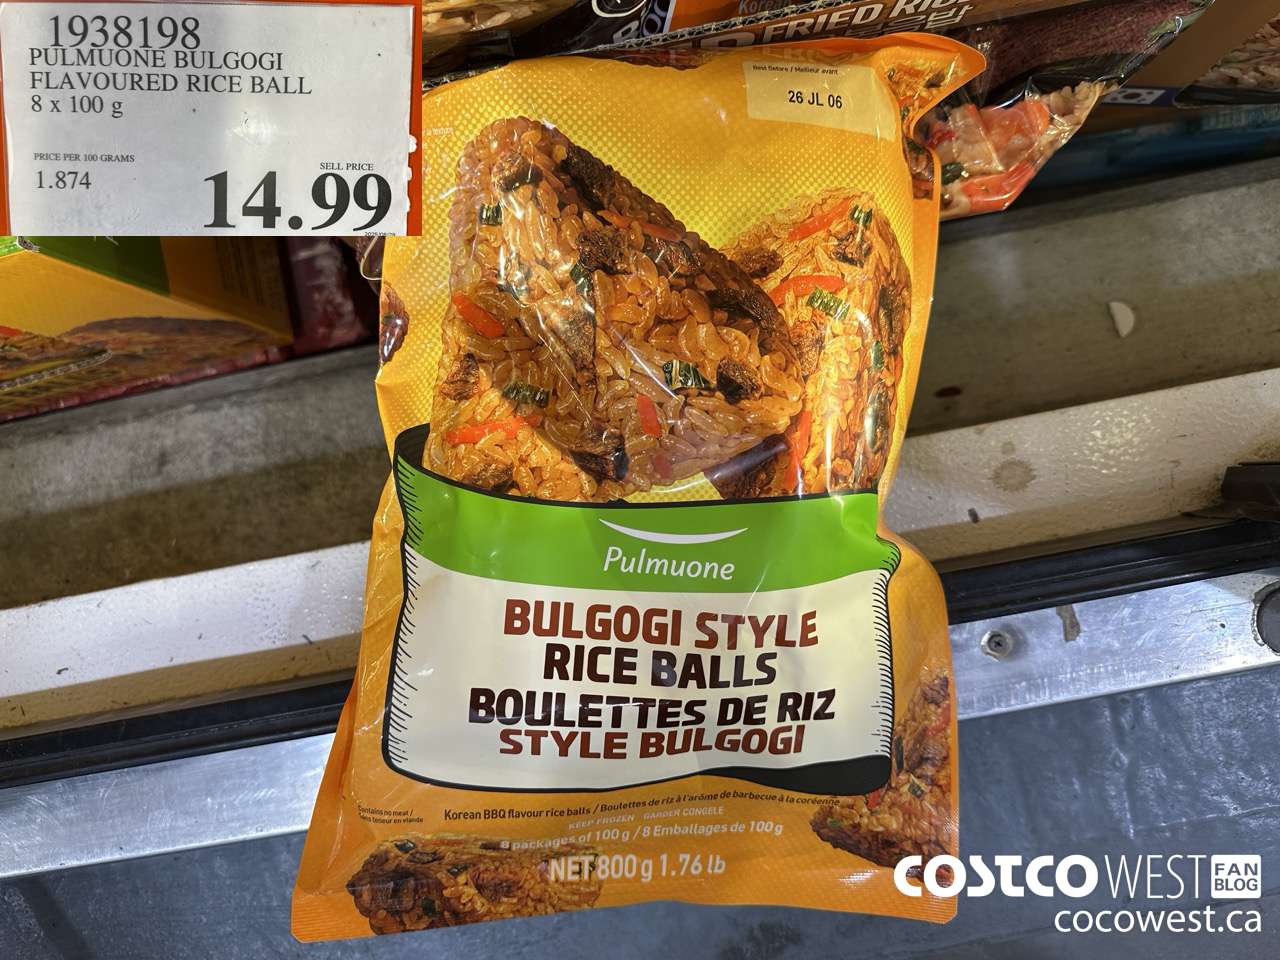 1938198
PULMUONE BULGOGI
FLAVOURED RICE BALL
8 x 100 g
PRICE PER 100 GRAMS
1.874
SELL PRICE
14.99
Korean
FRIED
Best Before / Meilleur avant
26 JL 06
Pulmuone
BULGOGI STYLE
RICE BALLS
BOULETTES DE RIZ
STYLE BULGOGI
Contains no meat /
Sans teneur en viande
Korean BBQ flavour rice balls / Boulettes de riz à l'arôme de barbecue à la coréenne
KEEP FROZEN GARDER CONGELÉ
8 packages of 100 g / 8 Emballages de 100 g
NET 800 g 1.76 lb
COSTCO WEST FAN BLOG
cocowest.ca